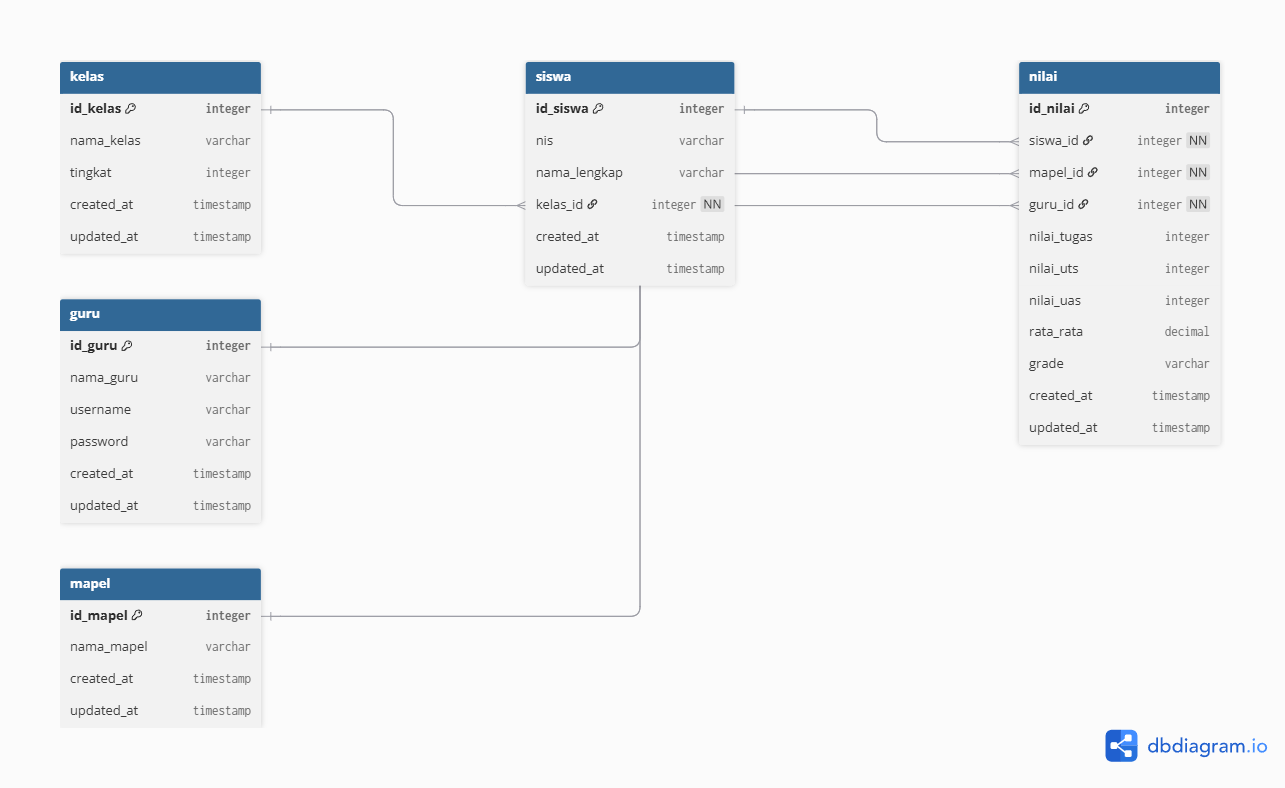 kelas
id_kelas integer
nama_kelas varchar
tingkat integer
created_at timestamp
updated_at timestamp
siswa
id_siswa integer
nis varchar
nama_lengkap varchar
kelas_id integer NN
created_at timestamp
updated_at timestamp
nilai
id_nilai integer
siswa_id integer NN
mapel_id integer NN
guru_id integer NN
nilai_tugas integer
nilai_uts integer
nilai_uas integer
rata_rata decimal
grade varchar
created_at timestamp
updated_at timestamp
guru
id_guru integer
nama_guru varchar
username varchar
password varchar
created_at timestamp
updated_at timestamp
mapel
id_mapel integer
nama_mapel varchar
created_at timestamp
updated_at timestamp
dbdiagram.io